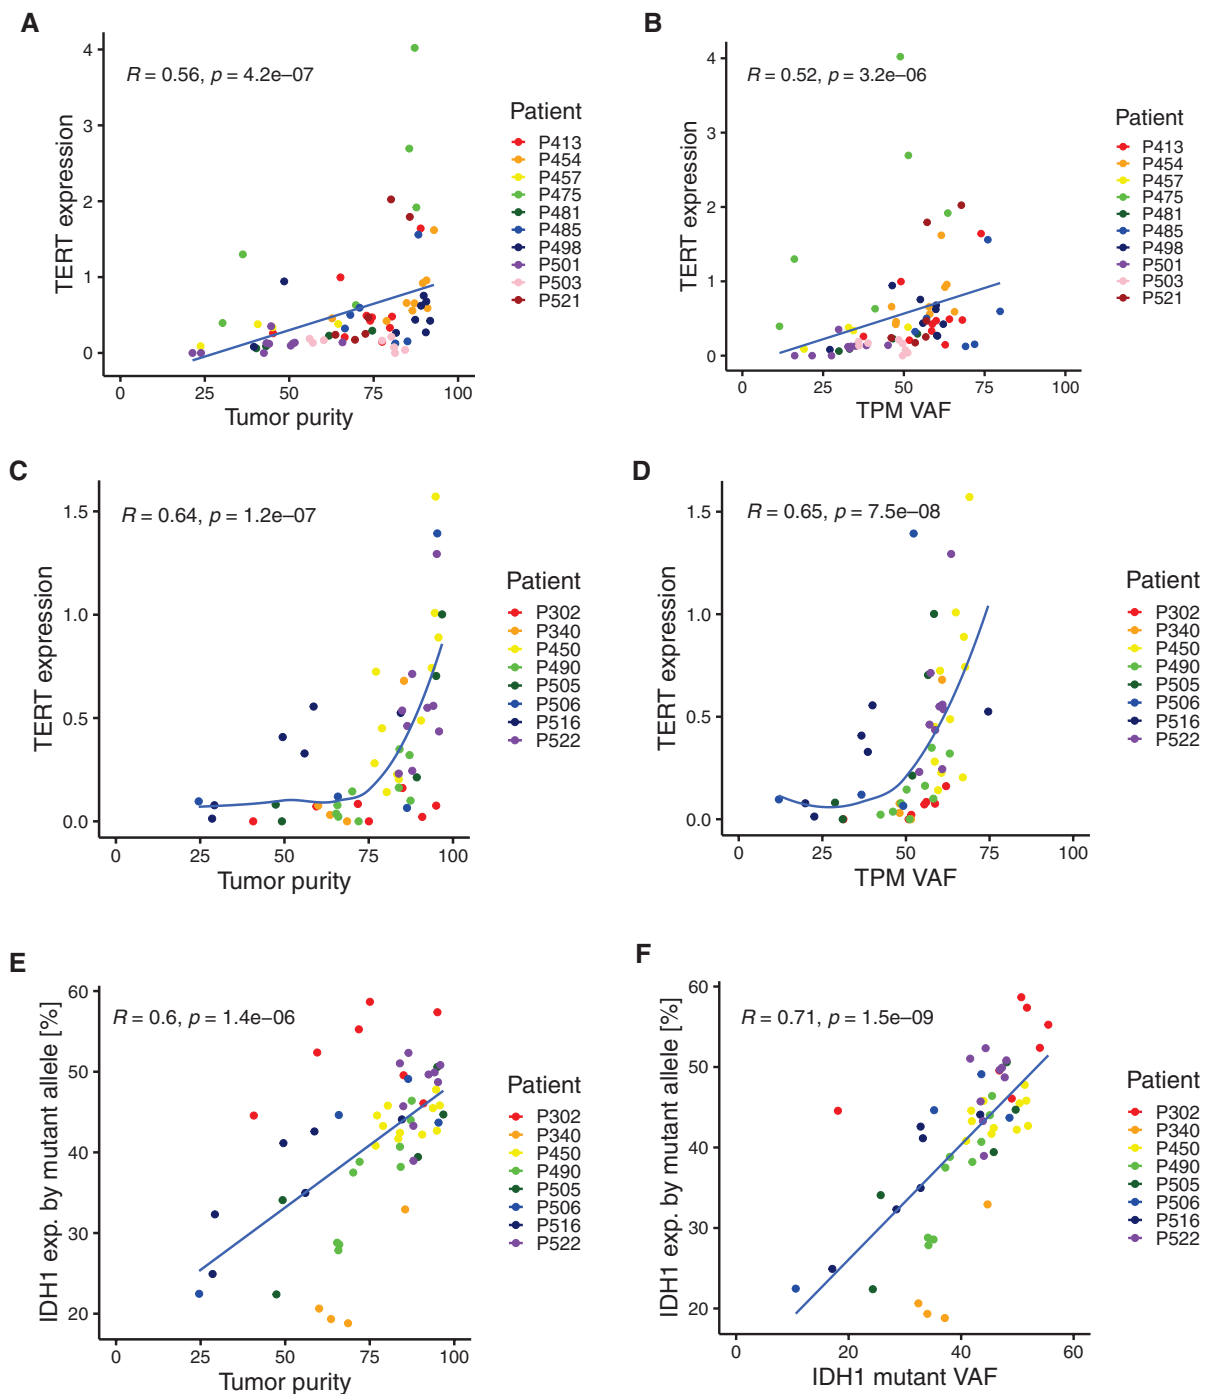 A
R = 0.56, p = 4.2e–07
TERT expression
4
3
2
1
0
0 25 50 75 100
Tumor purity
Patient
P413
P454
P457
P475
P481
P485
P498
P501
P503
P521
B
R = 0.52, p = 3.2e–06
TERT expression
4
3
2
1
0
0 25 50 75 100
TPM VAF
Patient
P413
P454
P457
P475
P481
P485
P498
P501
P503
P521
C
R = 0.64, p = 1.2e–07
TERT expression
1.5
1.0
0.5
0.0
0 25 50 75 100
Tumor purity
Patient
P302
P340
P450
P490
P505
P506
P516
P522
D
R = 0.65, p = 7.5e–08
TERT expression
1.5
1.0
0.5
0.0
0 25 50 75 100
TPM VAF
Patient
P302
P340
P450
P490
P505
P506
P516
P522
E
R = 0.6, p = 1.4e–06
IDH1 exp. by mutant allele [%]
60
50
40
30
20
0 25 50 75 100
Tumor purity
Patient
P302
P340
P450
P490
P505
P506
P516
P522
F
R = 0.71, p = 1.5e–09
IDH1 exp. by mutant allele [%]
60
50
40
30
20
0 20 40 60
IDH1 mutant VAF
Patient
P302
P340
P450
P490
P505
P506
P516
P522